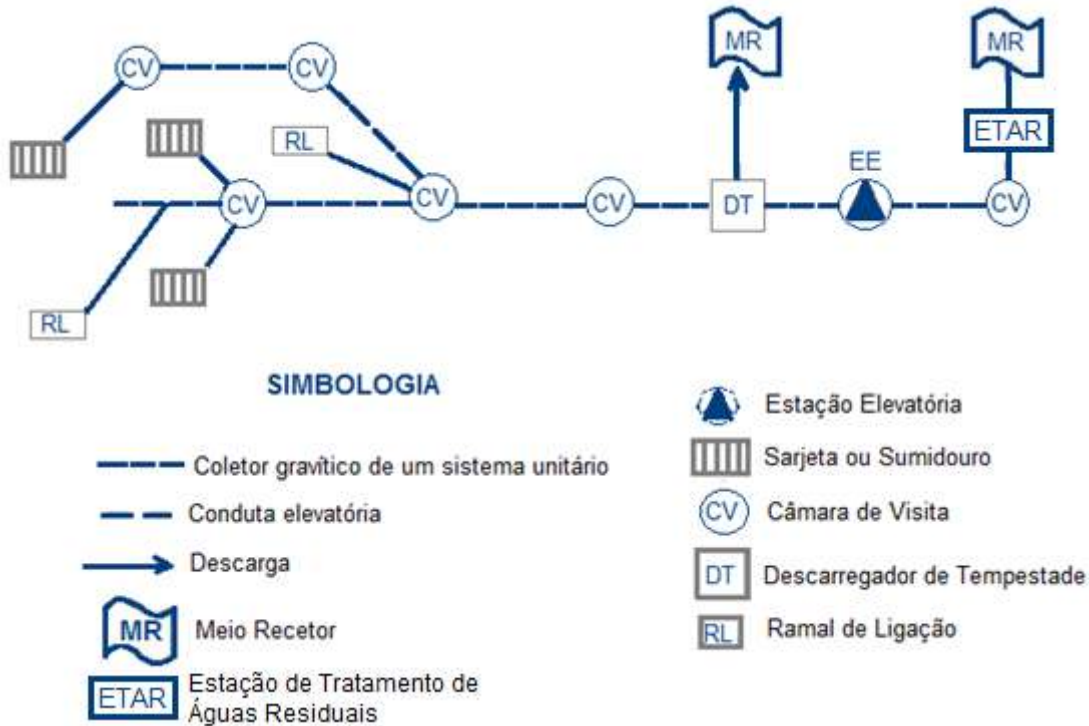 MR
MR
CV
CV
ETAR
RL
EE
CV
CV
CV
DT
CV
RL
SIMBOLOGIA
Coletor gravítico de um sistema unitário
Conduta elevatória
Descarga
MR Meio Recetor
ETAR Estação de Tratamento de
Águas Residuais
Estação Elevatória
Sarjeta ou Sumidouro
CV Câmara de Visita
DT Descarregador de Tempestade
RL Ramal de Ligação